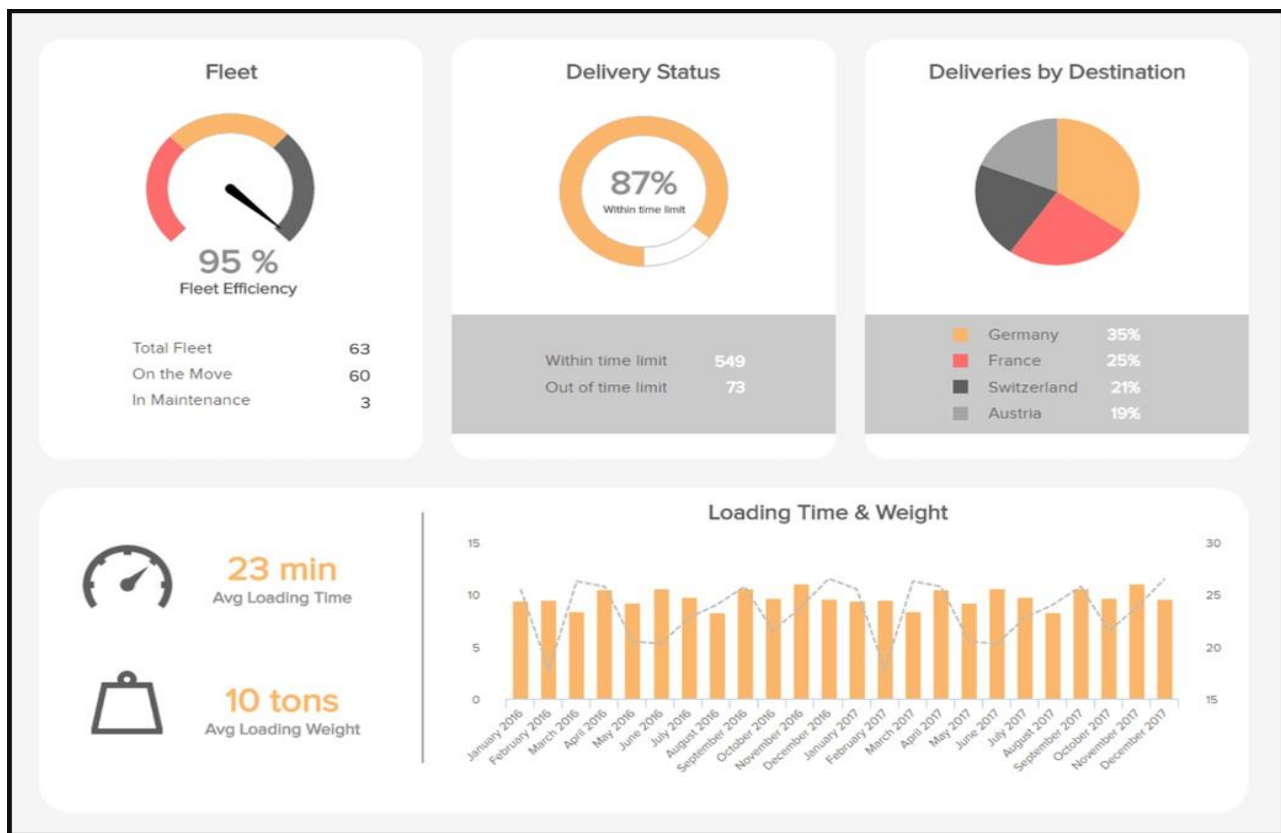 Fleet
95 %
Fleet Efficiency
Total Fleet 63
On the Move 60
In Maintenance 3
Delivery Status
87%
Within time limit
Within time limit 549
Out of time limit 73
Deliveries by Destination
Germany 35%
France 25%
Switzerland 21%
Austria 19%
23 min
Avg Loading Time
10 tons
Avg Loading Weight
Loading Time & Weight
15
10
5
0
30
25
20
15
January 2016
February 2016
March 2016
April 2016
May 2016
June 2016
July 2016
August 2016
September 2016
October 2016
November 2016
December 2016
January 2017
February 2017
March 2017
April 2017
May 2017
June 2017
July 2017
August 2017
September 2017
October 2017
November 2017
December 2017